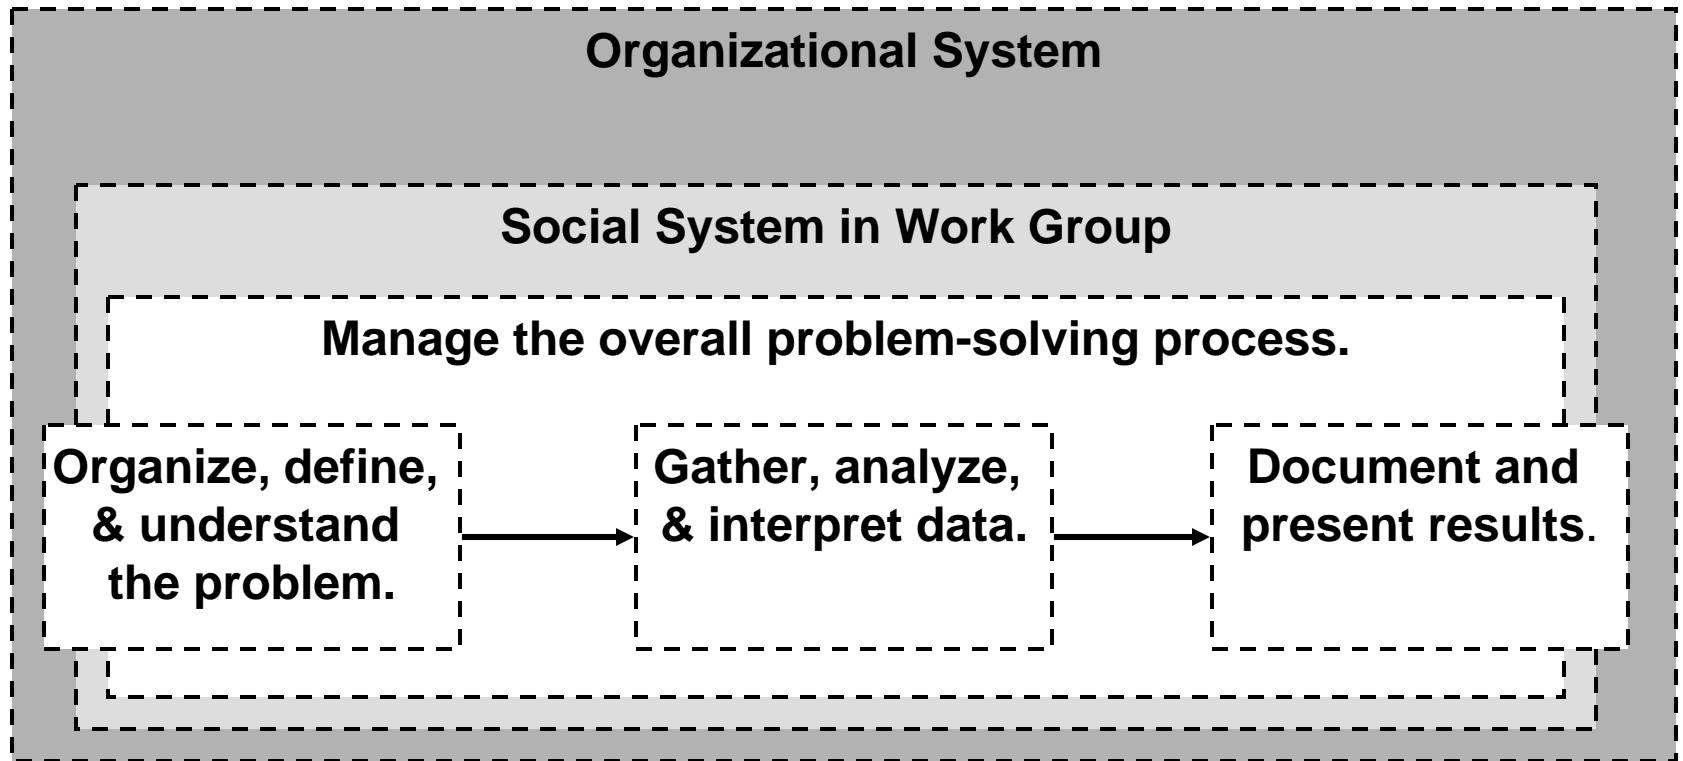 Organizational System
Social System in Work Group
Manage the overall problem-solving process.
Organize, define,
& understand
the problem.
Gather, analyze,
& interpret data.
Document and
present results.